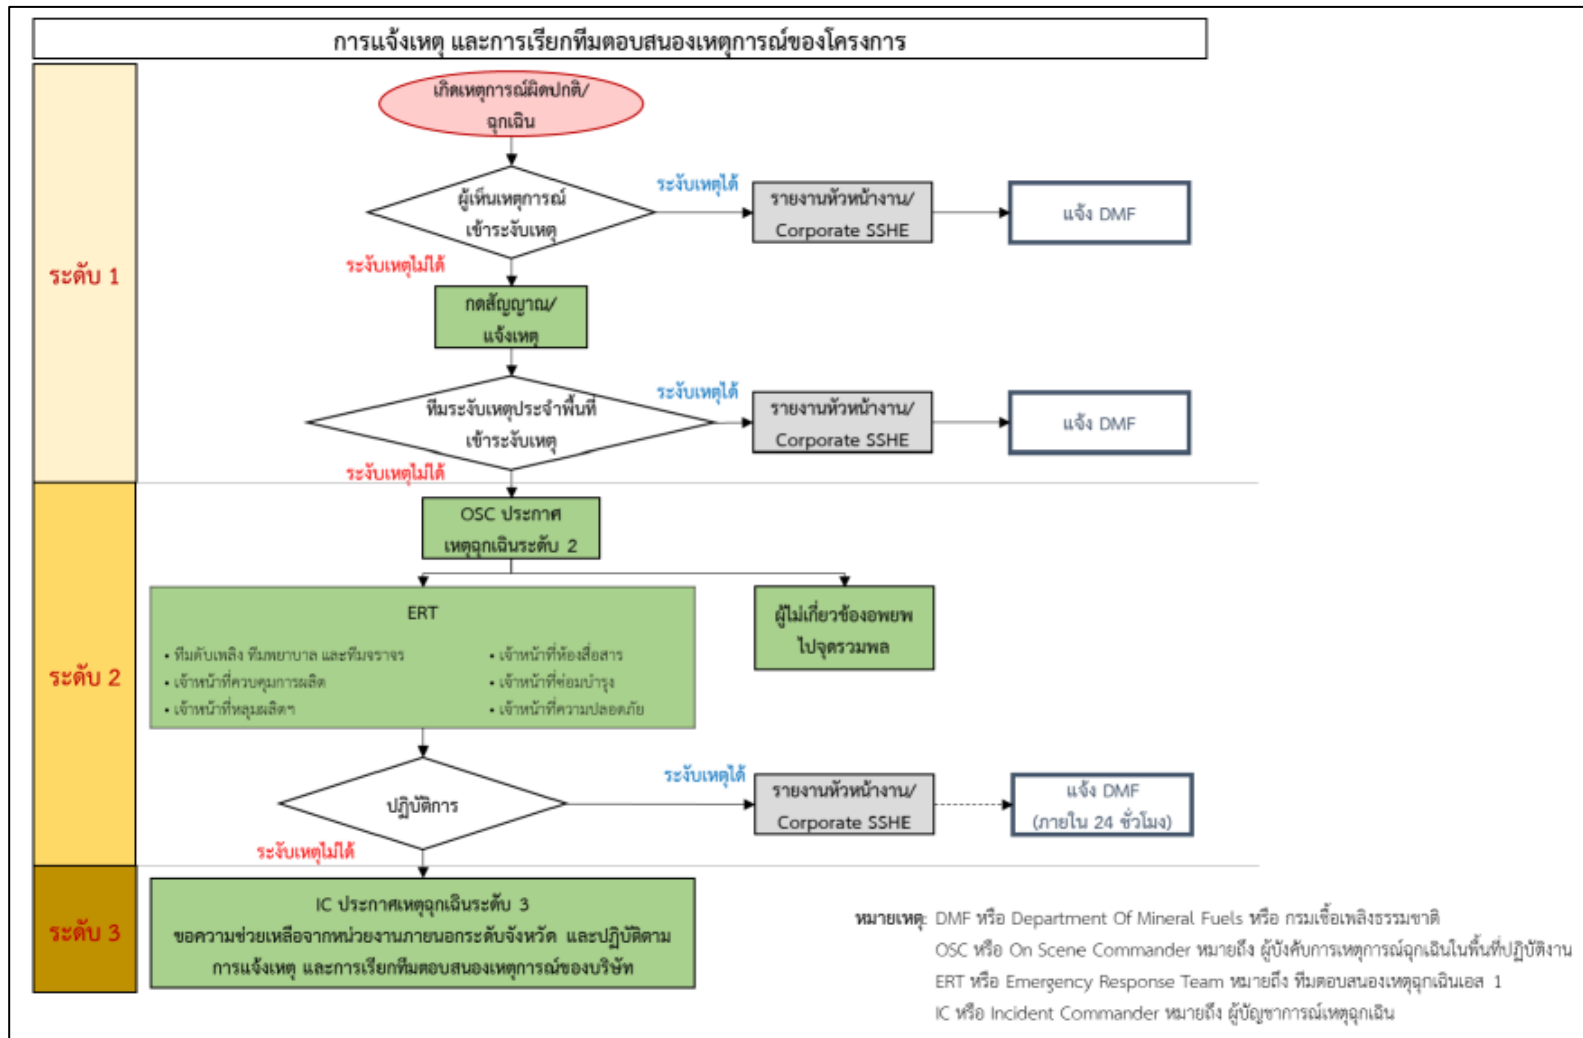 การแจ้งเหตุ และการเรียกทีมตอบสนองเหตุการณ์ของโครงการ
ระดับ 1
เกิดเหตุการณ์ผิดปกติ/
ฉุกเฉิน
ผู้เห็นเหตุการณ์
เข้าระงับเหตุ
ระงับเหตุได้
รายงานหัวหน้างาน/
Corporate SSHE
แจ้ง DMF
ระงับเหตุไม่ได้
กดสัญญาณ/
แจ้งเหตุ
ทีมระงับเหตุประจำพื้นที่
เข้าระงับเหตุ
ระงับเหตุได้
รายงานหัวหน้างาน/
Corporate SSHE
แจ้ง DMF
ระงับเหตุไม่ได้
ระดับ 2
OSC ประกาศ
เหตุฉุกเฉินระดับ 2
ERT
• ทีมดับเพลิง ทีมพยาบาล และทีมจราจร
• เจ้าหน้าที่ควบคุมการผลิต
• เจ้าหน้าที่หลุมผลิตฯ
• เจ้าหน้าที่ห้องสื่อสาร
• เจ้าหน้าที่ซ่อมบำรุง
• เจ้าหน้าที่ความปลอดภัย
ผู้ไม่เกี่ยวข้องอพยพ
ไปจุดรวมพล
ปฏิบัติการ
ระงับเหตุได้
รายงานหัวหน้างาน/
Corporate SSHE
แจ้ง DMF
(ภายใน 24 ชั่วโมง)
ระงับเหตุไม่ได้
ระดับ 3
IC ประกาศเหตุฉุกเฉินระดับ 3
ขอความช่วยเหลือจากหน่วยงานภายนอกระดับจังหวัด และปฏิบัติตาม
การแจ้งเหตุ และการเรียกทีมตอบสนองเหตุการณ์ของบริษัท
หมายเหตุ: DMF หรือ Department Of Mineral Fuels หรือ กรมเชื้อเพลิงธรรมชาติ
OSC หรือ On Scene Commander หมายถึง ผู้บังคับการเหตุการณ์ฉุกเฉินในพื้นที่ปฏิบัติงาน
ERT หรือ Emergency Response Team หมายถึง ทีมตอบสนองเหตุฉุกเฉินเอส 1
IC หรือ Incident Commander หมายถึง ผู้บัญชาการณ์เหตุฉุกเฉิน